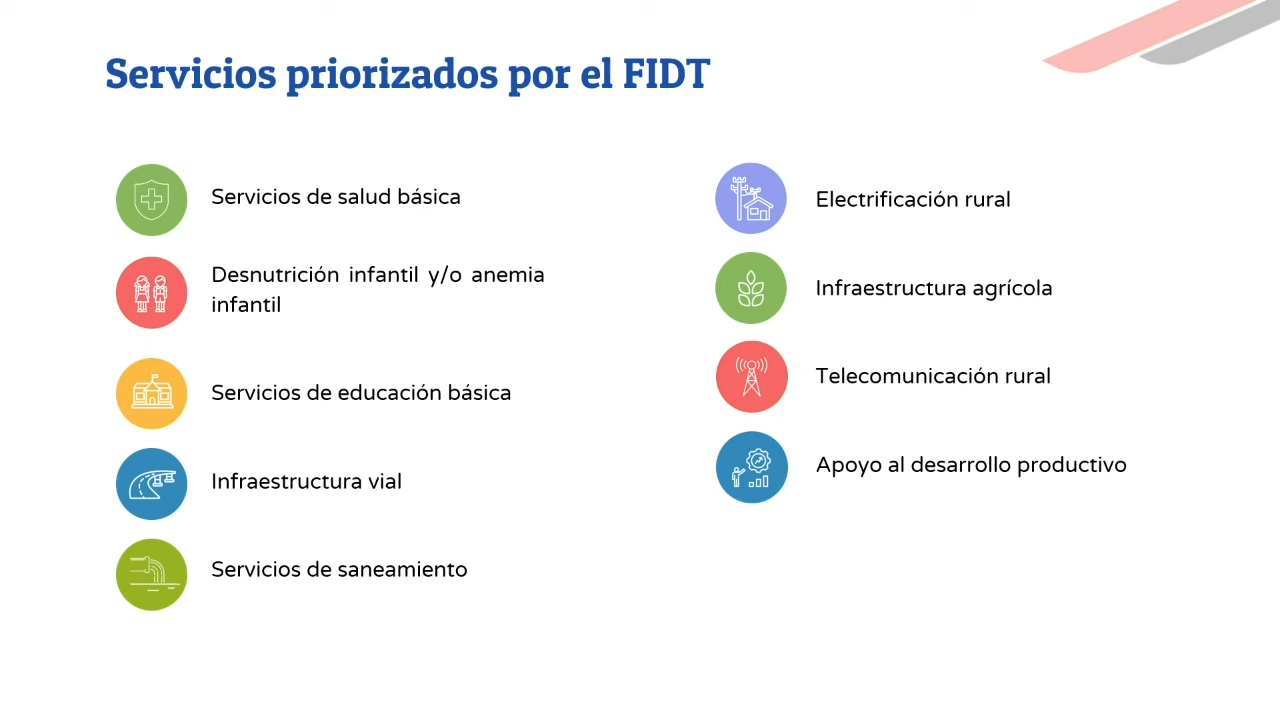 Servicios priorizados por el FIDT
Servicios de salud básica
Desnutrición infantil y/o anemia
infantil
Servicios de educación básica
Infraestructura vial
Servicios de saneamiento
Electrificación rural
Infraestructura agrícola
Telecomunicación rural
Apoyo al desarrollo productivo